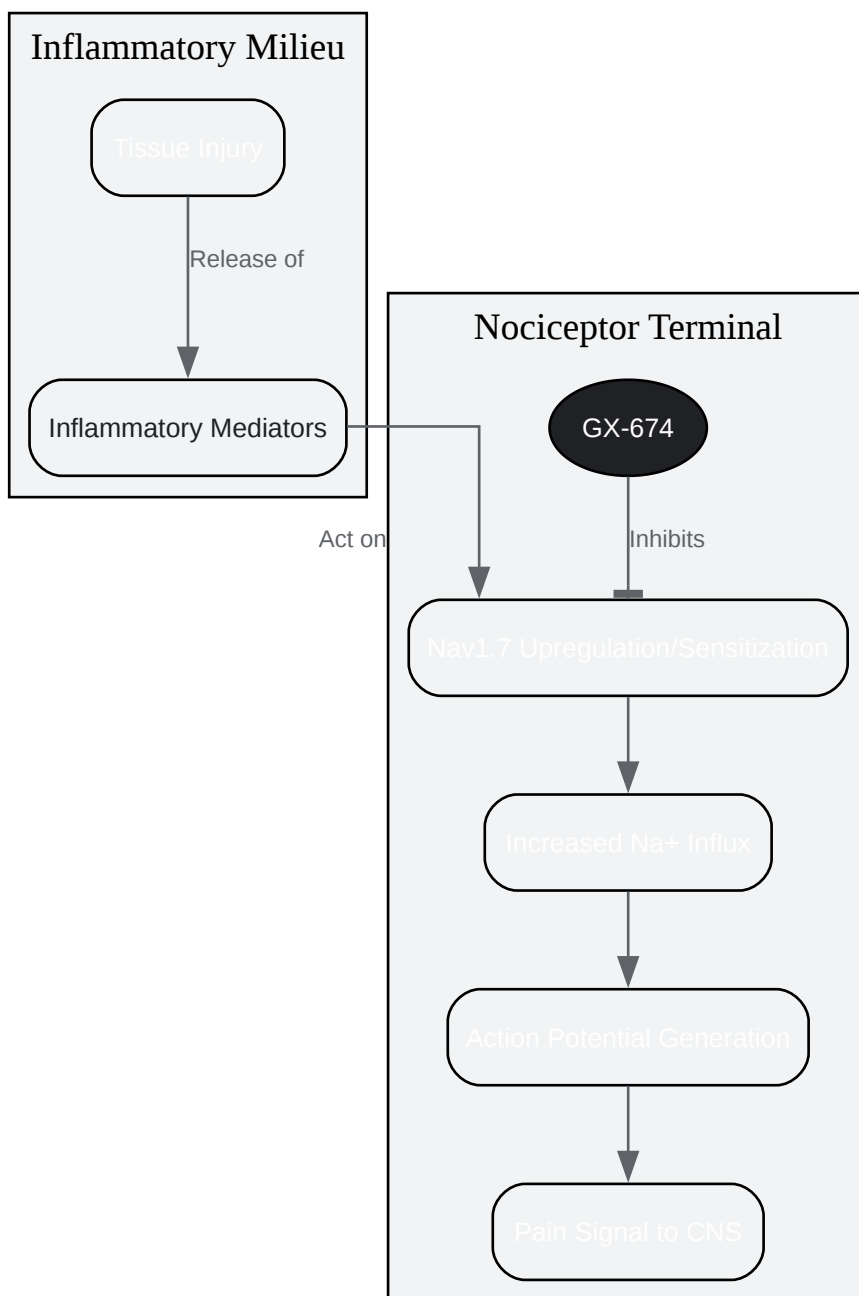 Inflammatory Milieu
Tissue Injury
Release of
Nociceptor Terminal
Inflammatory Mediators
GX-674
Act on
Inhibits
Nav1.7 Upregulation/Sensitization
Increased Na+ Influx
Action Potential Generation
Pain Signal to CNS